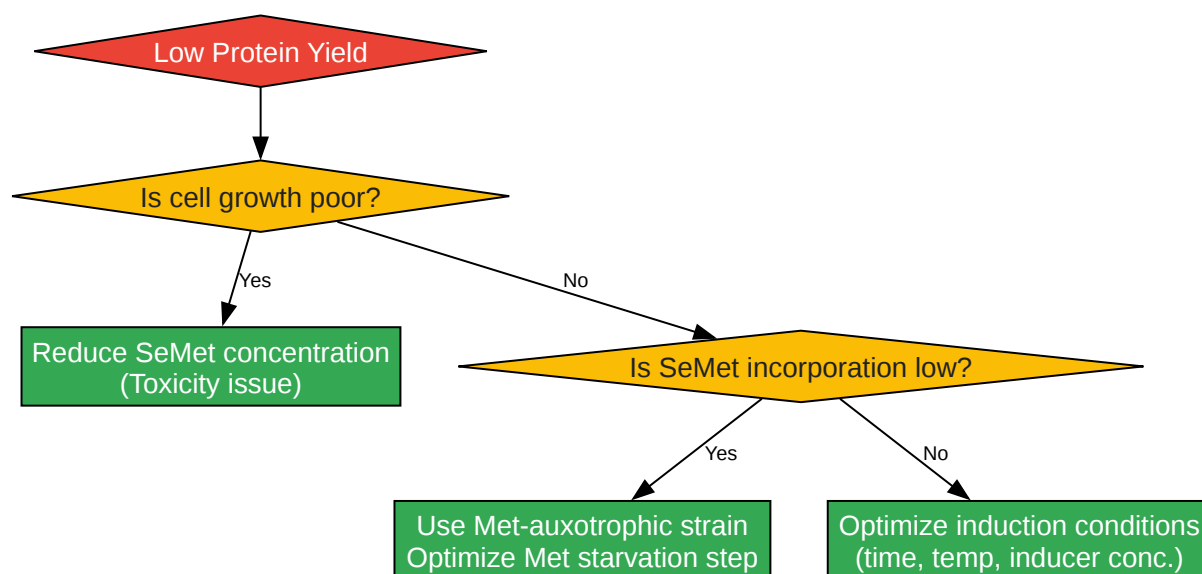 Low Protein Yield
Is cell growth poor?
Yes
No
Reduce SeMet concentration
(Toxicity issue)
Is SeMet incorporation low?
Yes
No
Use Met-auxotrophic strain
Optimize Met starvation step
Optimize induction conditions
(time, temp, inducer conc.)